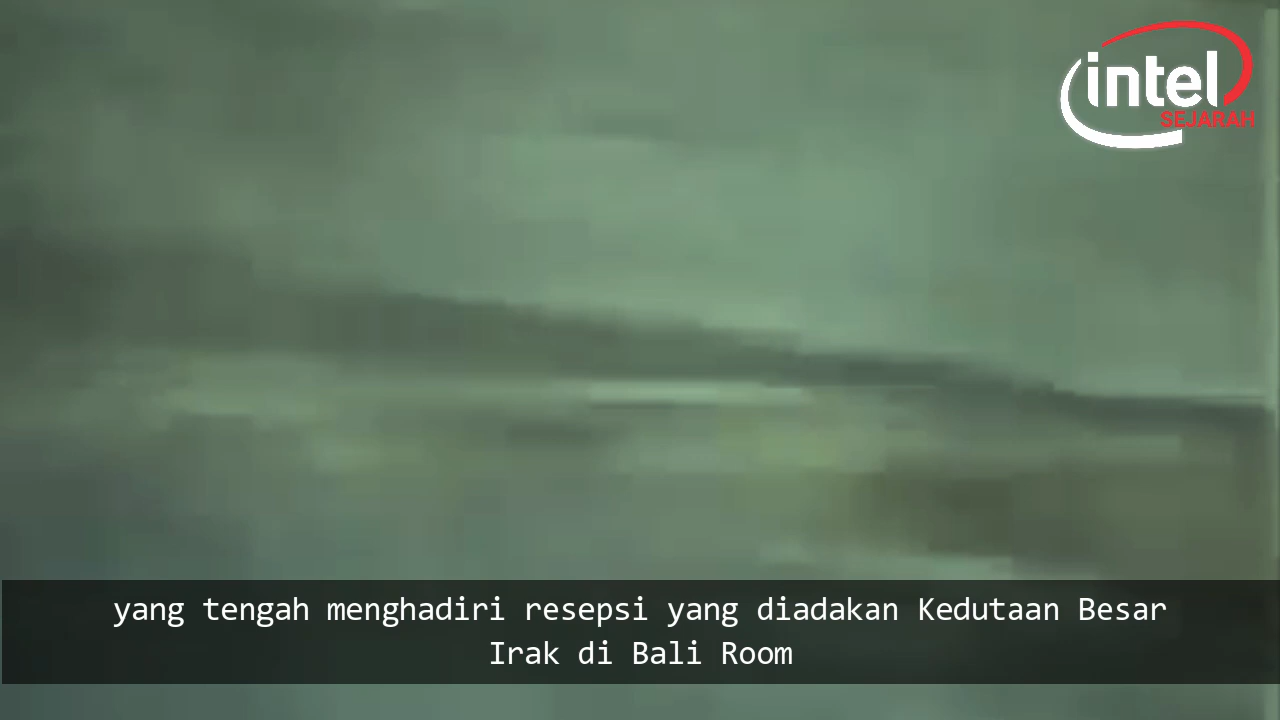 intel
SEJARAH
yang tengah menghadiri resepsi yang diadakan Kedutaan Besar
Irak di Bali Room